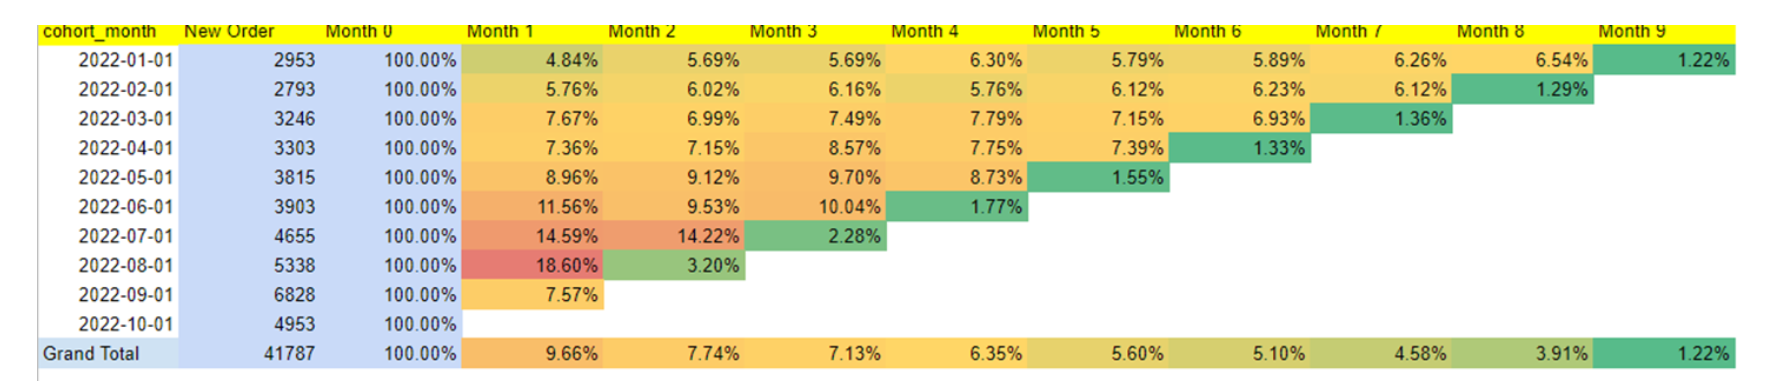 cohort_month New Order Month 0 Month 1 Month 2 Month 3 Month 4 Month 5 Month 6 Month 7 Month 8 Month 9
2022-01-01 2953 100.00% 4.84% 5.69% 5.69% 6.30% 5.79% 5.89% 6.26% 6.54% 1.22%
2022-02-01 2793 100.00% 5.76% 6.02% 6.16% 5.76% 6.12% 6.23% 6.12% 1.29%
2022-03-01 3246 100.00% 7.67% 6.99% 7.49% 7.79% 7.15% 6.93% 1.36%
2022-04-01 3303 100.00% 7.36% 7.15% 8.57% 7.75% 7.39% 1.33%
2022-05-01 3815 100.00% 8.96% 9.12% 9.70% 8.73% 1.55%
2022-06-01 3903 100.00% 11.56% 9.53% 10.04% 1.77%
2022-07-01 4655 100.00% 14.59% 14.22% 2.28%
2022-08-01 5338 100.00% 18.60% 3.20%
2022-09-01 6828 100.00% 7.57%
2022-10-01 4953 100.00%
Grand Total 41787 100.00% 9.66% 7.74% 7.13% 6.35% 5.60% 5.10% 4.58% 3.91% 1.22%